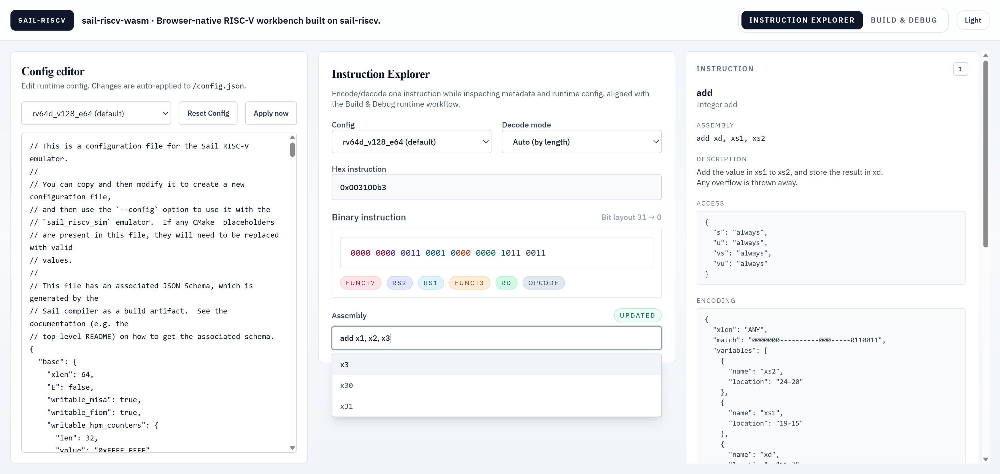 SAIL-RISCV
sail-riscv-wasm · Browser-native RISC-V workbench built on sail-riscv.
INSTRUCTION EXPLORER
BUILD & DEBUG
Light
Config editor
Edit runtime config. Changes are auto-applied to /config.json.
rv64d_v128_e64 (default)
Reset Config
Apply now
// This is a configuration file for the Sail RISC-V
emulator.
//
// You can copy and then modify it to create a new
configuration file,
// and then use the `--config` option to use it with the
// `sail_riscv_sim` emulator.  If any CMake  placeholders
// are present in this file, they will need to be replaced
with valid
// values.
//
// This file has an associated JSON Schema, which is
generated by the
// Sail compiler as a build artifact.  See the
documentation (e.g. the
// top-level README) on how to get the associated schema.
{
"base": {
"xlen": 64,
"E": false,
"writable_misa": true,
"writable_fiom": true,
"writable_hpm_counters": {
"len": 32,
"value": "0xFFFF_FFFF"
Instruction Explorer
Encode/decode one instruction while inspecting metadata and runtime config, aligned with
the Build & Debug runtime workflow.
Config
Decode mode
rv64d_v128_e64 (default)
Auto (by length)
Hex instruction
0x003100b3
Binary instruction
Bit layout 31 → 0
0000 0000 0011 0001 0000 0000 1011 0011
FUNCT7 RS2 RS1 FUNCT3 RD OPCODE
Assembly
UPDATED
add x1, x2, x3
x3
x30
x31
INSTRUCTION
I
add
Integer add
ASSEMBLY
add xd, xs1, xs2
DESCRIPTION
Add the value in xs1 to xs2, and store the result in xd.
Any overflow is thrown away.
ACCESS
{
"s": "always",
"u": "always",
"vs": "always",
"vu": "always"
}
ENCODING
{
"xlen": "ANY",
"match": "0000000----------000-----0110011",
"variables": [
{
"name": "xs2",
"location": "24-20"
},
{
"name": "xs1",
"location": "19-15"
},
{
"name": "xd",
"location": "11-7"